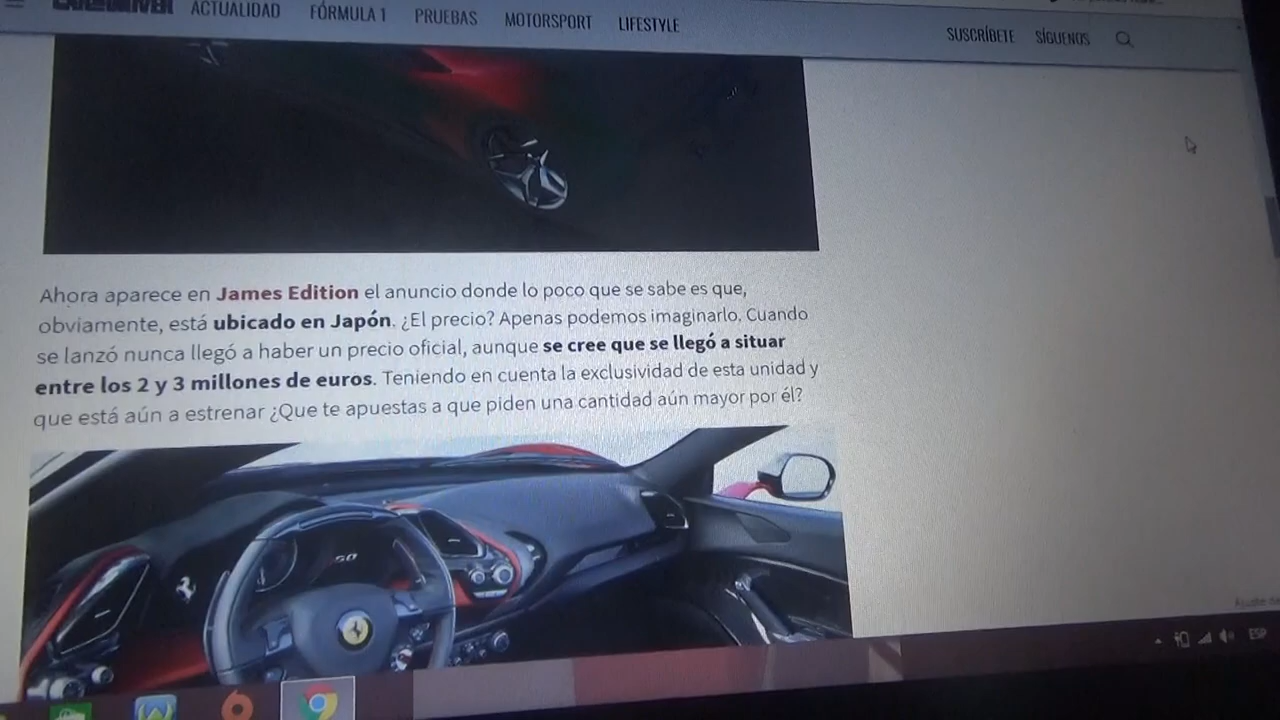 ACTUALIDAD FÓRMULA 1 PRUEBAS MOTORSPORT LIFESTYLE SUSCRÍBETE SÍGUENOS
Ahora aparece en James Edition el anuncio donde lo poco que se sabe es que,
obviamente, está ubicado en Japón. ¿El precio? Apenas podemos imaginarlo. Cuando
se lanzó nunca llegó a haber un precio oficial, aunque se cree que se llegó a situar
entre los 2 y 3 millones de euros. Teniendo en cuenta la exclusividad de esta unidad y
que está aún a estrenar ¿Que te apuestas a que piden una cantidad aún mayor por él?
ESP